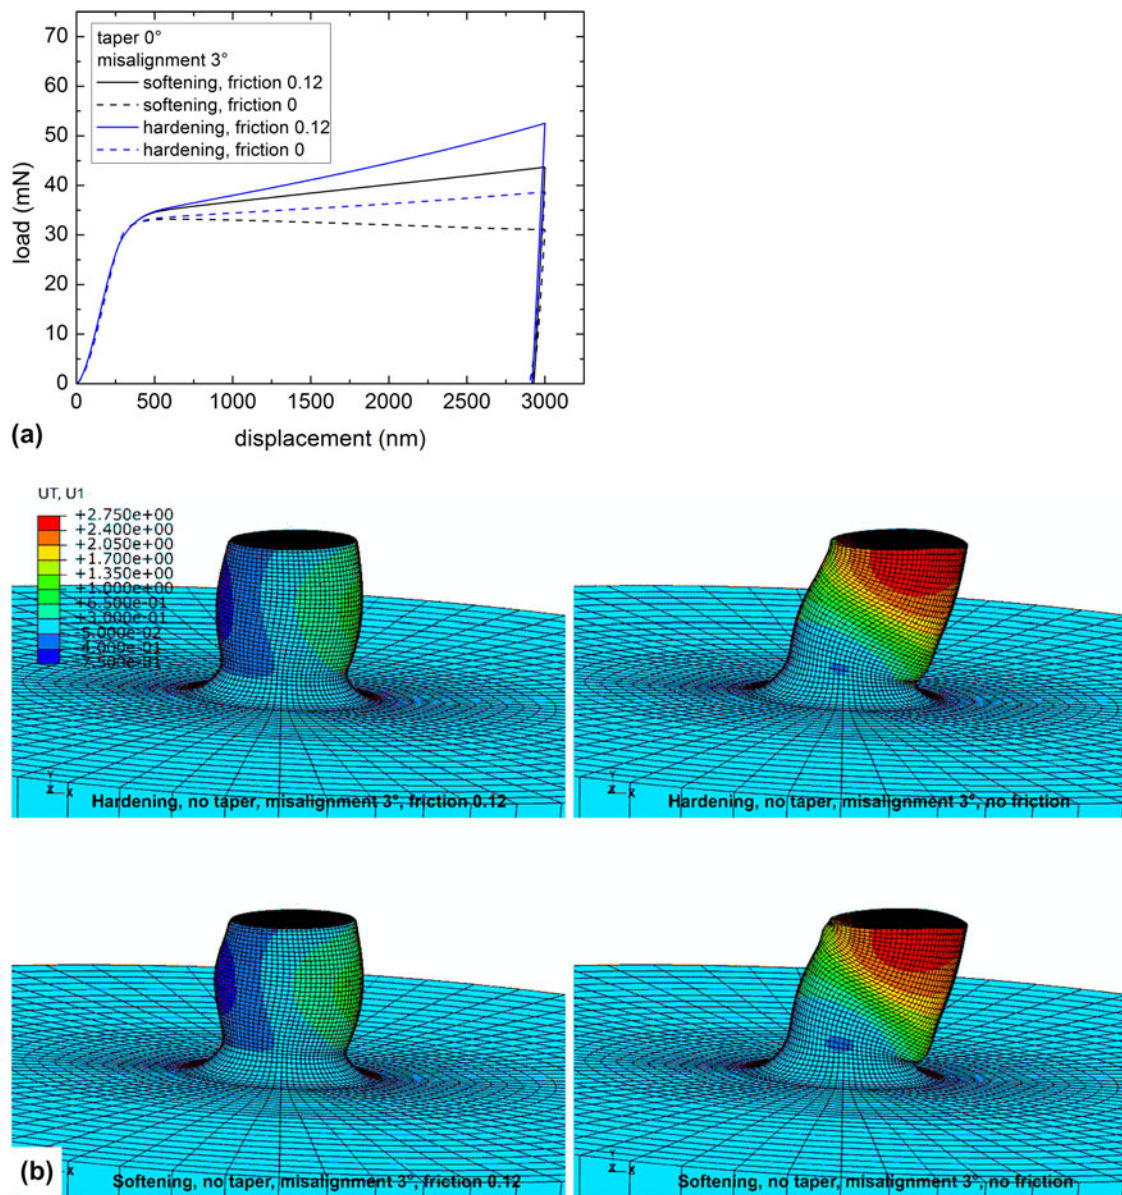 70
60
50
40
30
20
10
0
load (mN)
taper 0°
misalignment 3°
softening, friction 0.12
softening, friction 0
hardening, friction 0.12
hardening, friction 0
0 500 1000 1500 2000 2500 3000
(a) displacement (nm)
UT, U1
+2.750e+00
+2.400e+00
+2.050e+00
+1.700e+00
+1.350e+00
+1.000e+00
+6.500e-01
+3.000e-01
-5.000e-02
-4.000e-01
-7.500e-01
Y
X
Hardening, no taper, misalignment 3°, friction 0.12
Y
X
Hardening, no taper, misalignment 3°, no friction
(b)
X
Softening, no taper, misalignment 3°, friction 0.12
Y
X
Softening, no taper, misalignment 3°, no friction